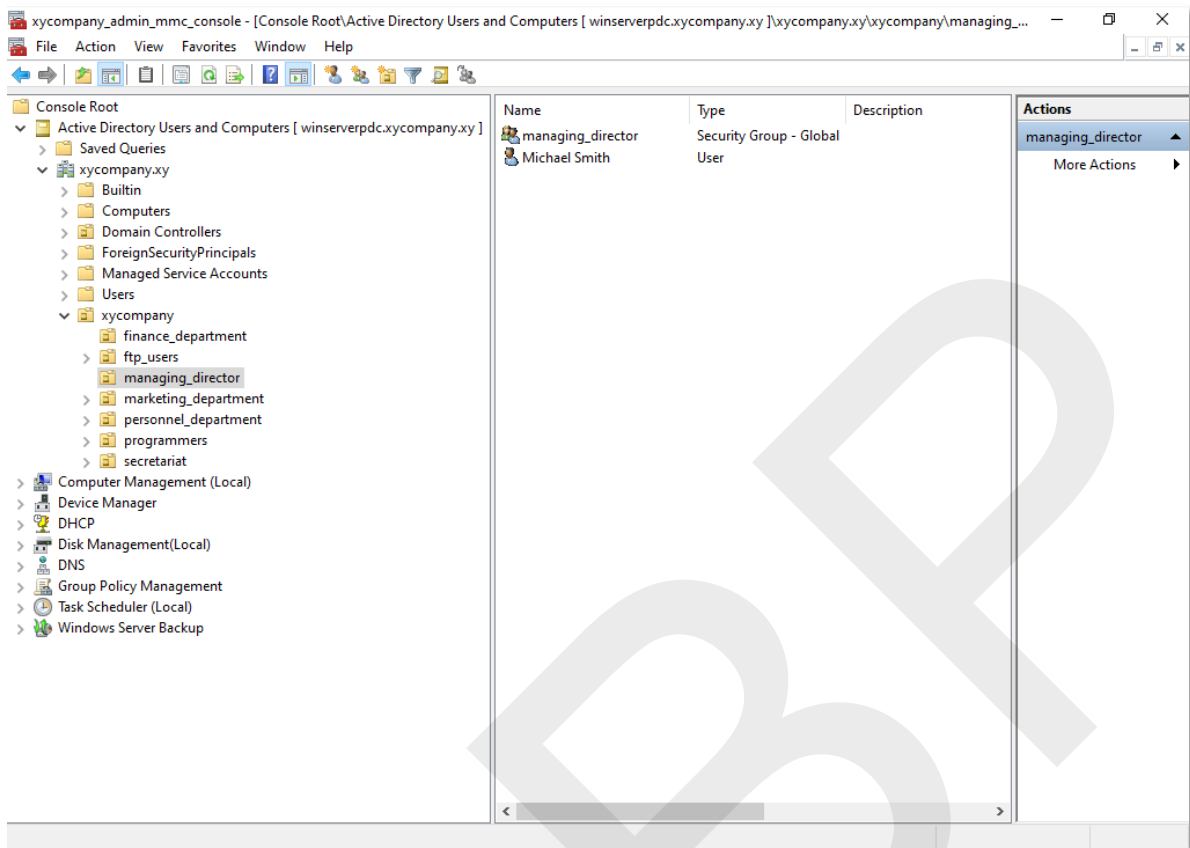 xycompany_admin_mmc_console - [Console Root\Active Directory Users and Computers [ winserverpdc.xycompany.xy ]\xycompany.xy\xycompany\managing_...
File Action View Favorites Window Help
Console Root
Active Directory Users and Computers [ winserverpdc.xycompany.xy ]
Saved Queries
xycompany.xy
Builtin
Computers
Domain Controllers
ForeignSecurityPrincipals
Managed Service Accounts
Users
xycompany
finance_department
ftp_users
managing_director
marketing_department
personnel_department
programmers
secretariat
Computer Management (Local)
Device Manager
DHCP
Disk Management(Local)
DNS
Group Policy Management
Task Scheduler (Local)
Windows Server Backup
Name Type Description
managing_director Security Group - Global
Michael Smith User
Actions
managing_director
More Actions
BP